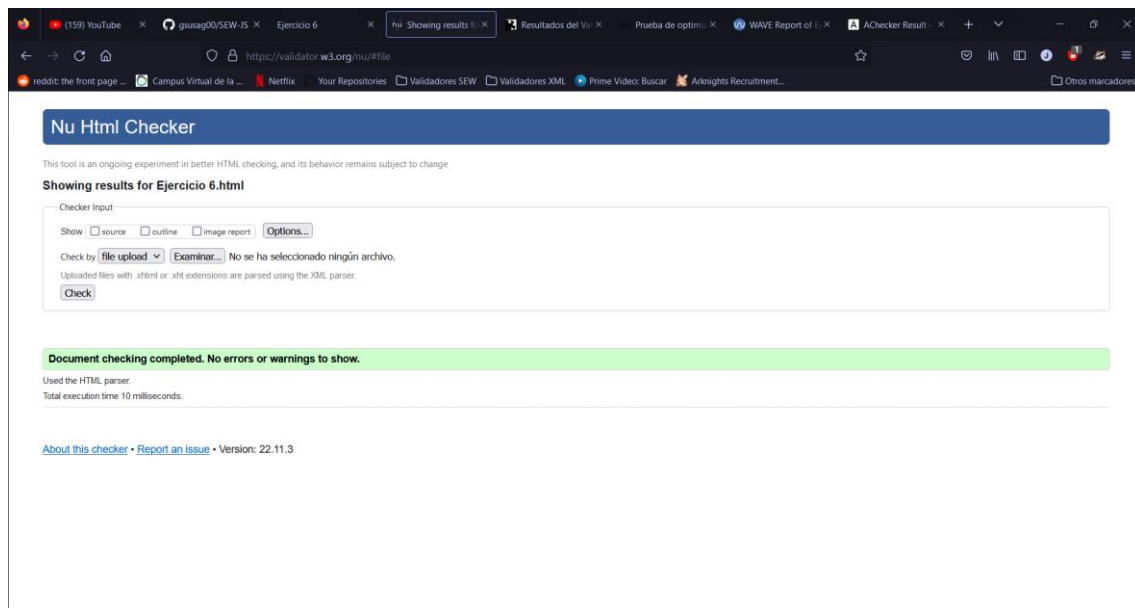 (159) YouTube
gsusag00/SEW-JS
Ejercicio 6
Showing results fo
Resultados del Val
Prueba de optimiz
WAVE Report of Ej
AChecker Result -
https://validator.w3.org/nu/#file
reddit: the front page ...
Campus Virtual de la ...
Netflix
Your Repositories
Validadores SEW
Validadores XML
Prime Video: Buscar
Arknights Recruitment...
Otros marcadores
Nu Html Checker
This tool is an ongoing experiment in better HTML checking, and its behavior remains subject to change
Showing results for Ejercicio 6.html
Checker Input
Show source outline image report Options...
Check by file upload Examinar... No se ha seleccionado ningún archivo.
Uploaded files with .xhtml or .xht extensions are parsed using the XML parser.
Check
Document checking completed. No errors or warnings to show.
Used the HTML parser.
Total execution time 10 milliseconds.
About this checker • Report an issue • Version: 22.11.3